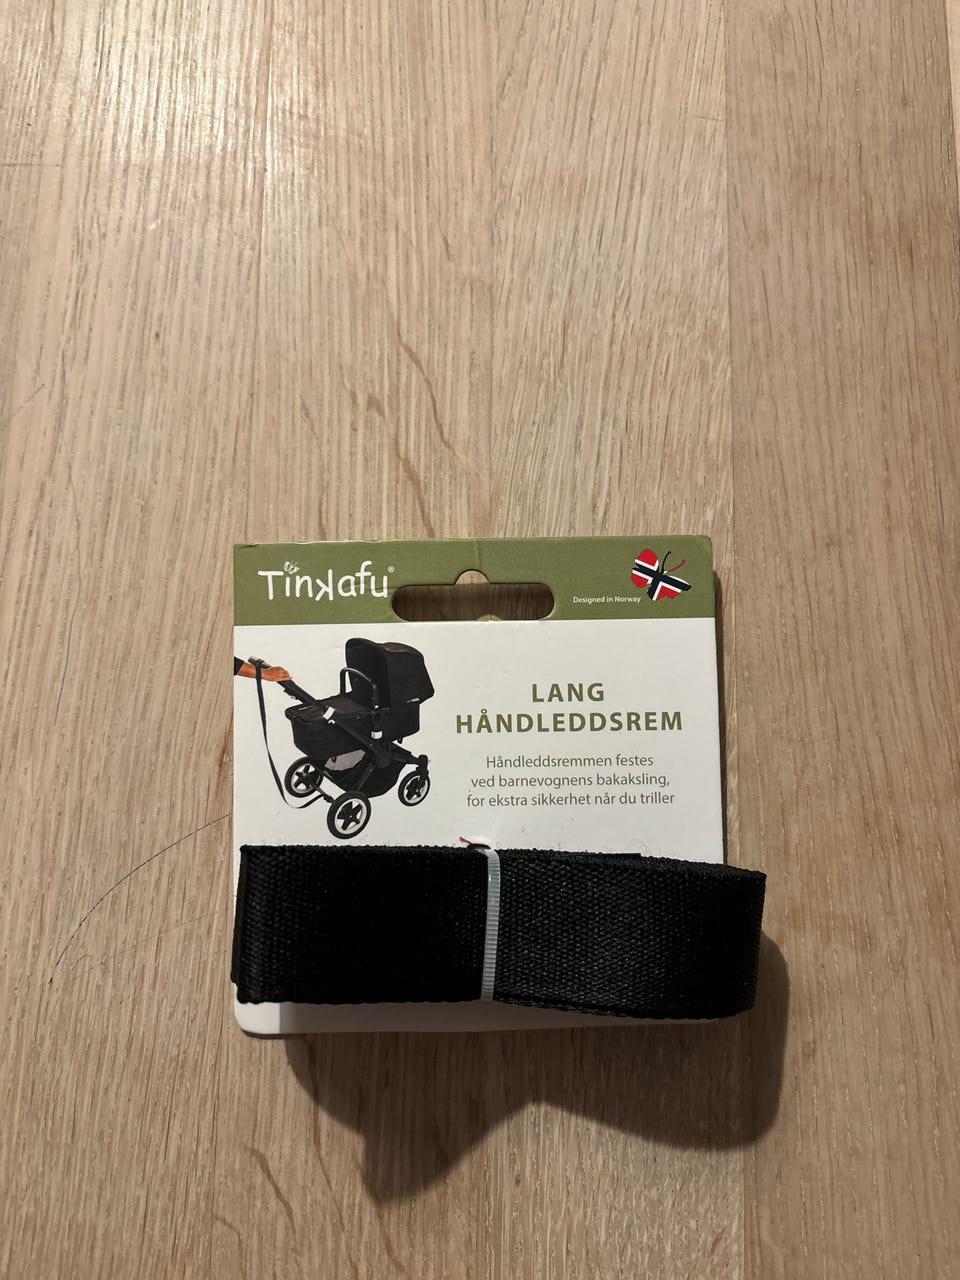 Tinkafu®
Designed in Norway
LANG
HÅNDLEDDSREM
Håndleddsremmen festes
ved barnevognens bakaksling,
for ekstra sikkerhet når du triller